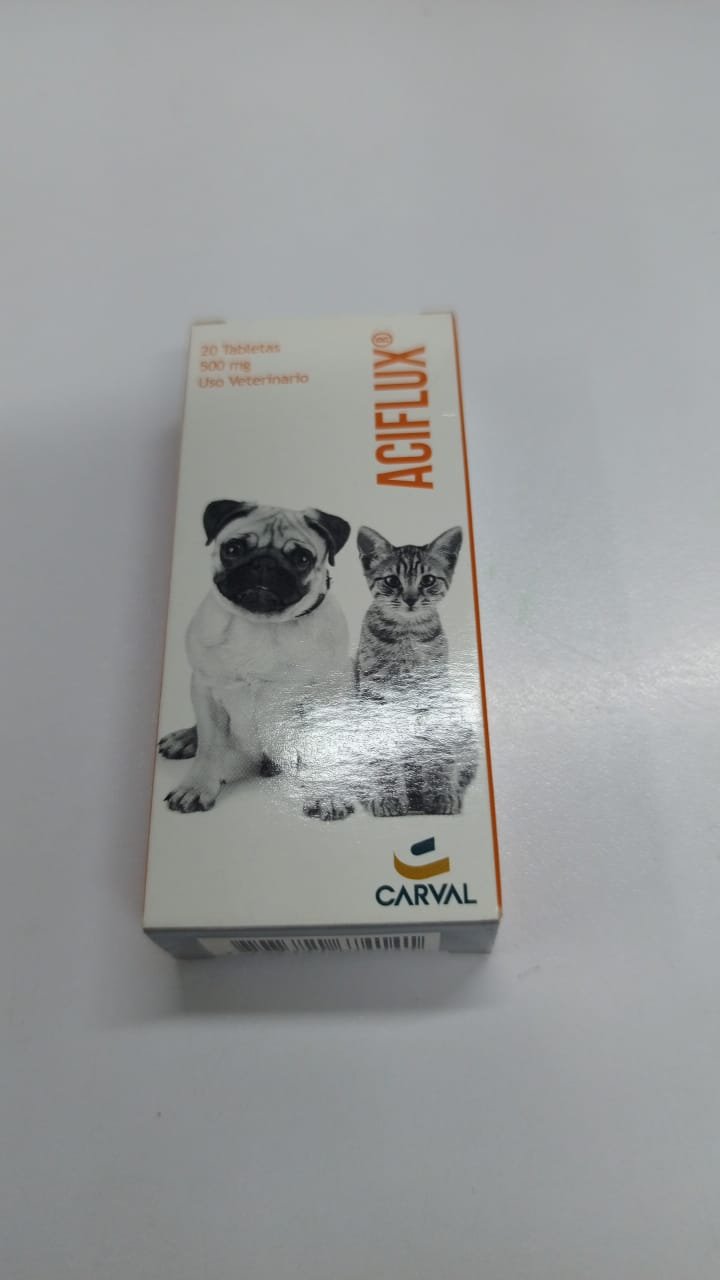 20 Tabletas
500 mg
Uso Veterinario
ACIFLUX
CARVAL